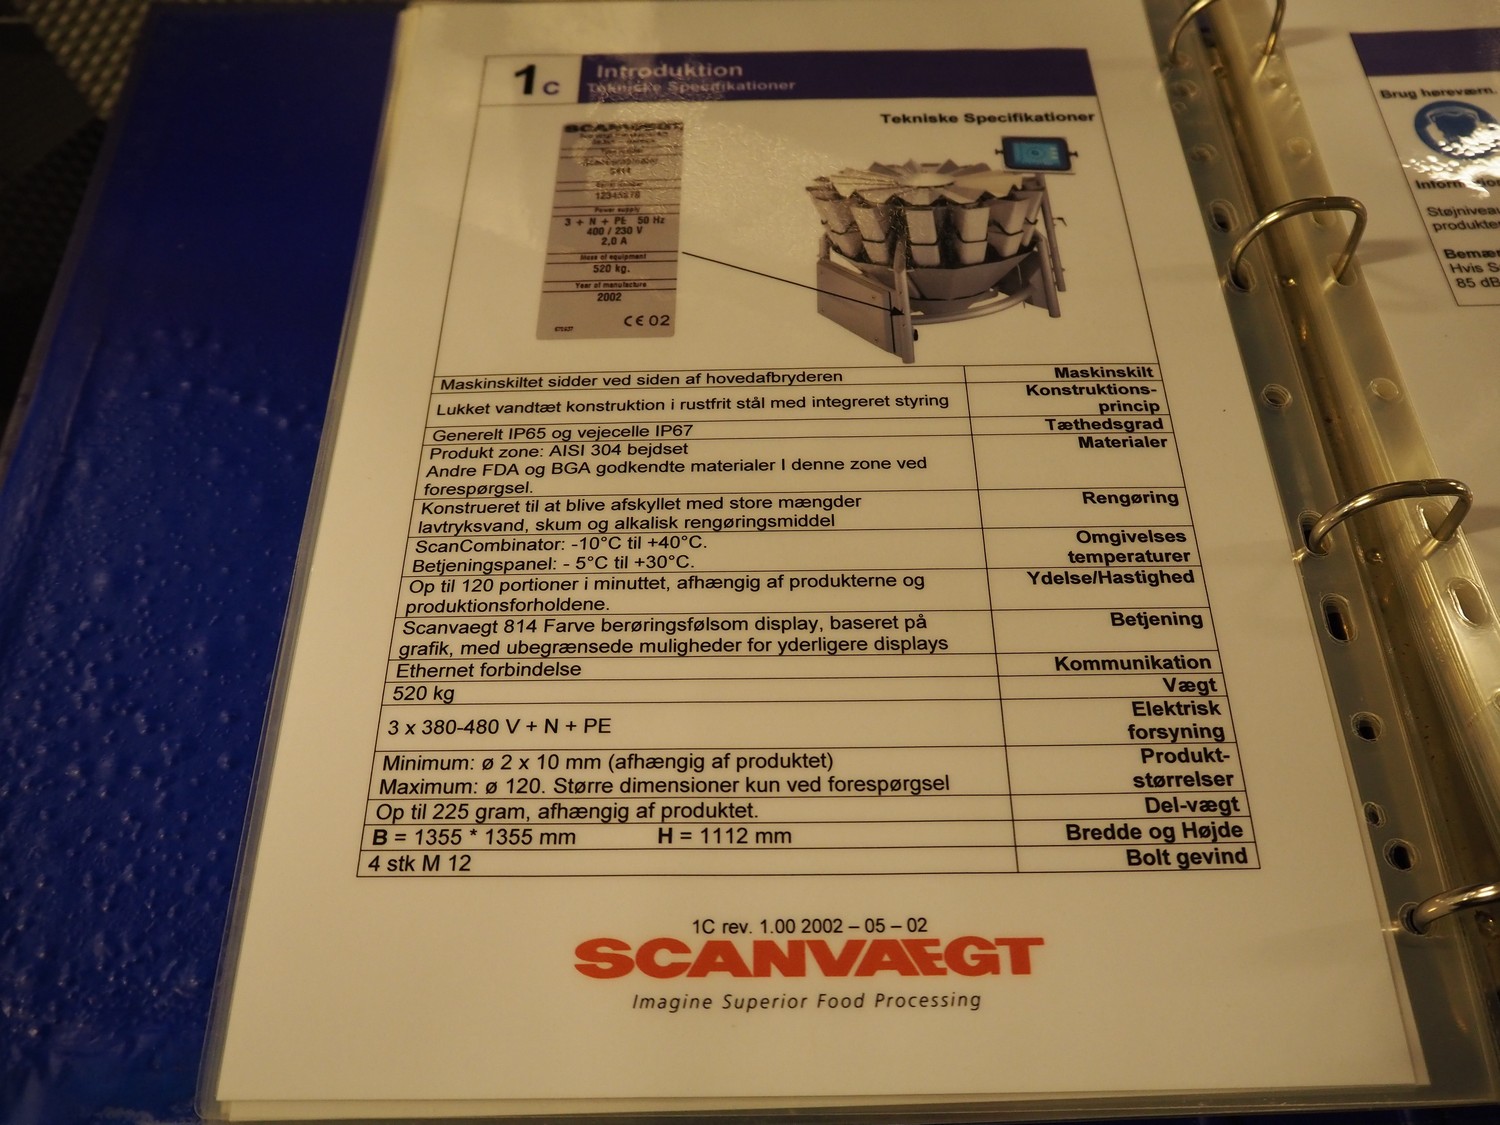 1C
Introduktion
Tekniske Specifikationer
Tekniske Specifikationer
SCANVAEGT
12345678
Power supply
3 + N + PE 50 Hz
400 / 230 V
2,0 A
Mass of equipment
520 kg.
Year of manufacture
2002
CE 02
Maskinskiltet sidder ved siden af hovedafbryderen
Maskinskilt
Lukket vandtæt konstruktion i rustfrit stål med integreret styring
Konstruktions-
princip
Generelt IP65 og vejecelle IP67
Tæthedsgrad
Produkt zone: AISI 304 bejdset
Andre FDA og BGA godkendte materialer I denne zone ved
forespørgsel.
Materialer
Konstrueret til at blive afskyllet med store mængder
lavtryksvand, skum og alkalisk rengøringsmiddel
Rengøring
ScanCombinator: -10°C til +40°C.
Betjeningspanel: - 5°C til +30°C.
Omgivelses
temperaturer
Op til 120 portioner i minuttet, afhængig af produkterne og
produktionsforholdene.
Ydelse/Hastighed
Scanvaegt 814 Farve berøringsfølsom display, baseret på
grafik, med ubegrænsede muligheder for yderligere displays
Betjening
Ethernet forbindelse
Kommunikation
520 kg
Vægt
3 x 380-480 V + N + PE
Elektrisk
forsyning
Minimum: ø 2 x 10 mm (afhængig af produktet)
Maximum: ø 120. Større dimensioner kun ved forespørgsel
Produkt-
størrelser
Op til 225 gram, afhængig af produktet.
Del-vægt
B = 1355 * 1355 mm H = 1112 mm
Bredde og Højde
4 stk M 12
Bolt gevind
1C rev. 1.00 2002 – 05 – 02
SCANVAEGT
Imagine Superior Food Processing
Brug høreværn.
Hvis
85 dB